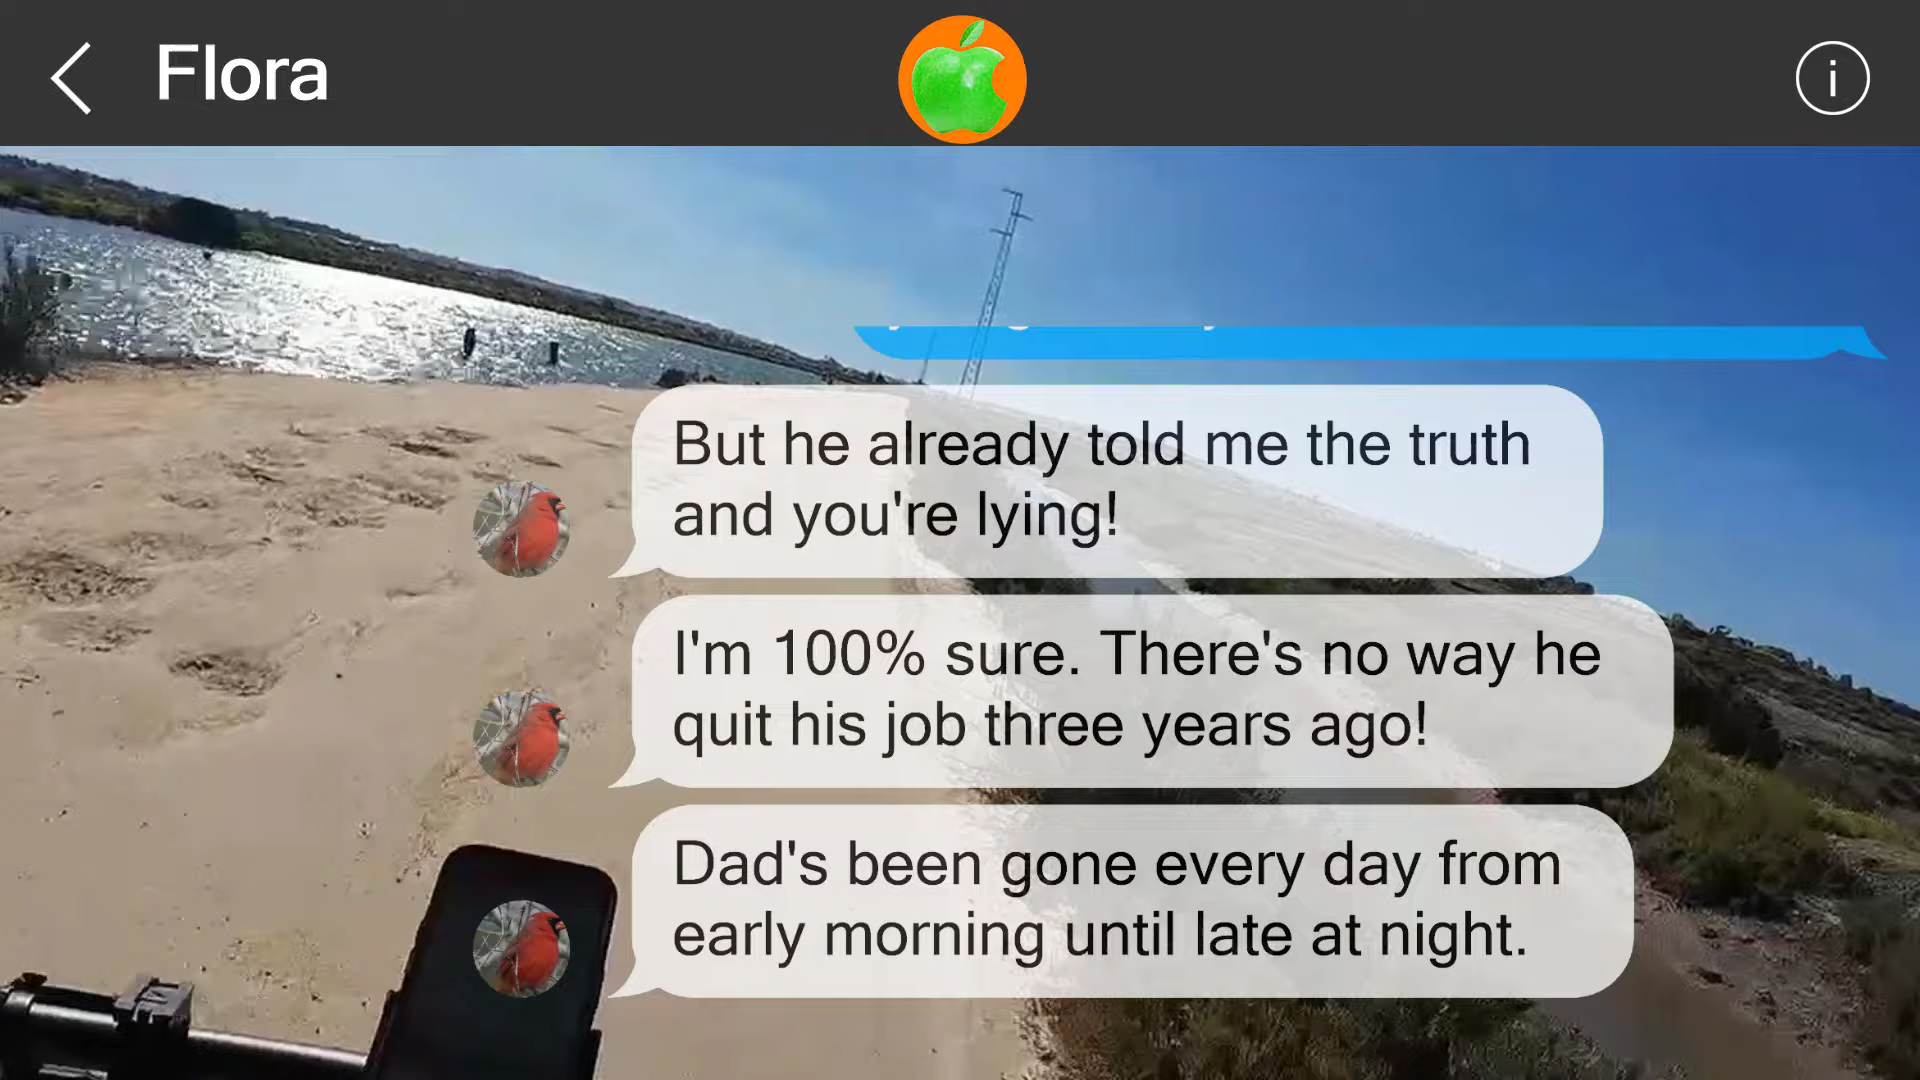 Flora
But he already told me the truth
and you're lying!
I'm 100% sure. There's no way he
quit his job three years ago!
Dad's been gone every day from
early morning until late at night.